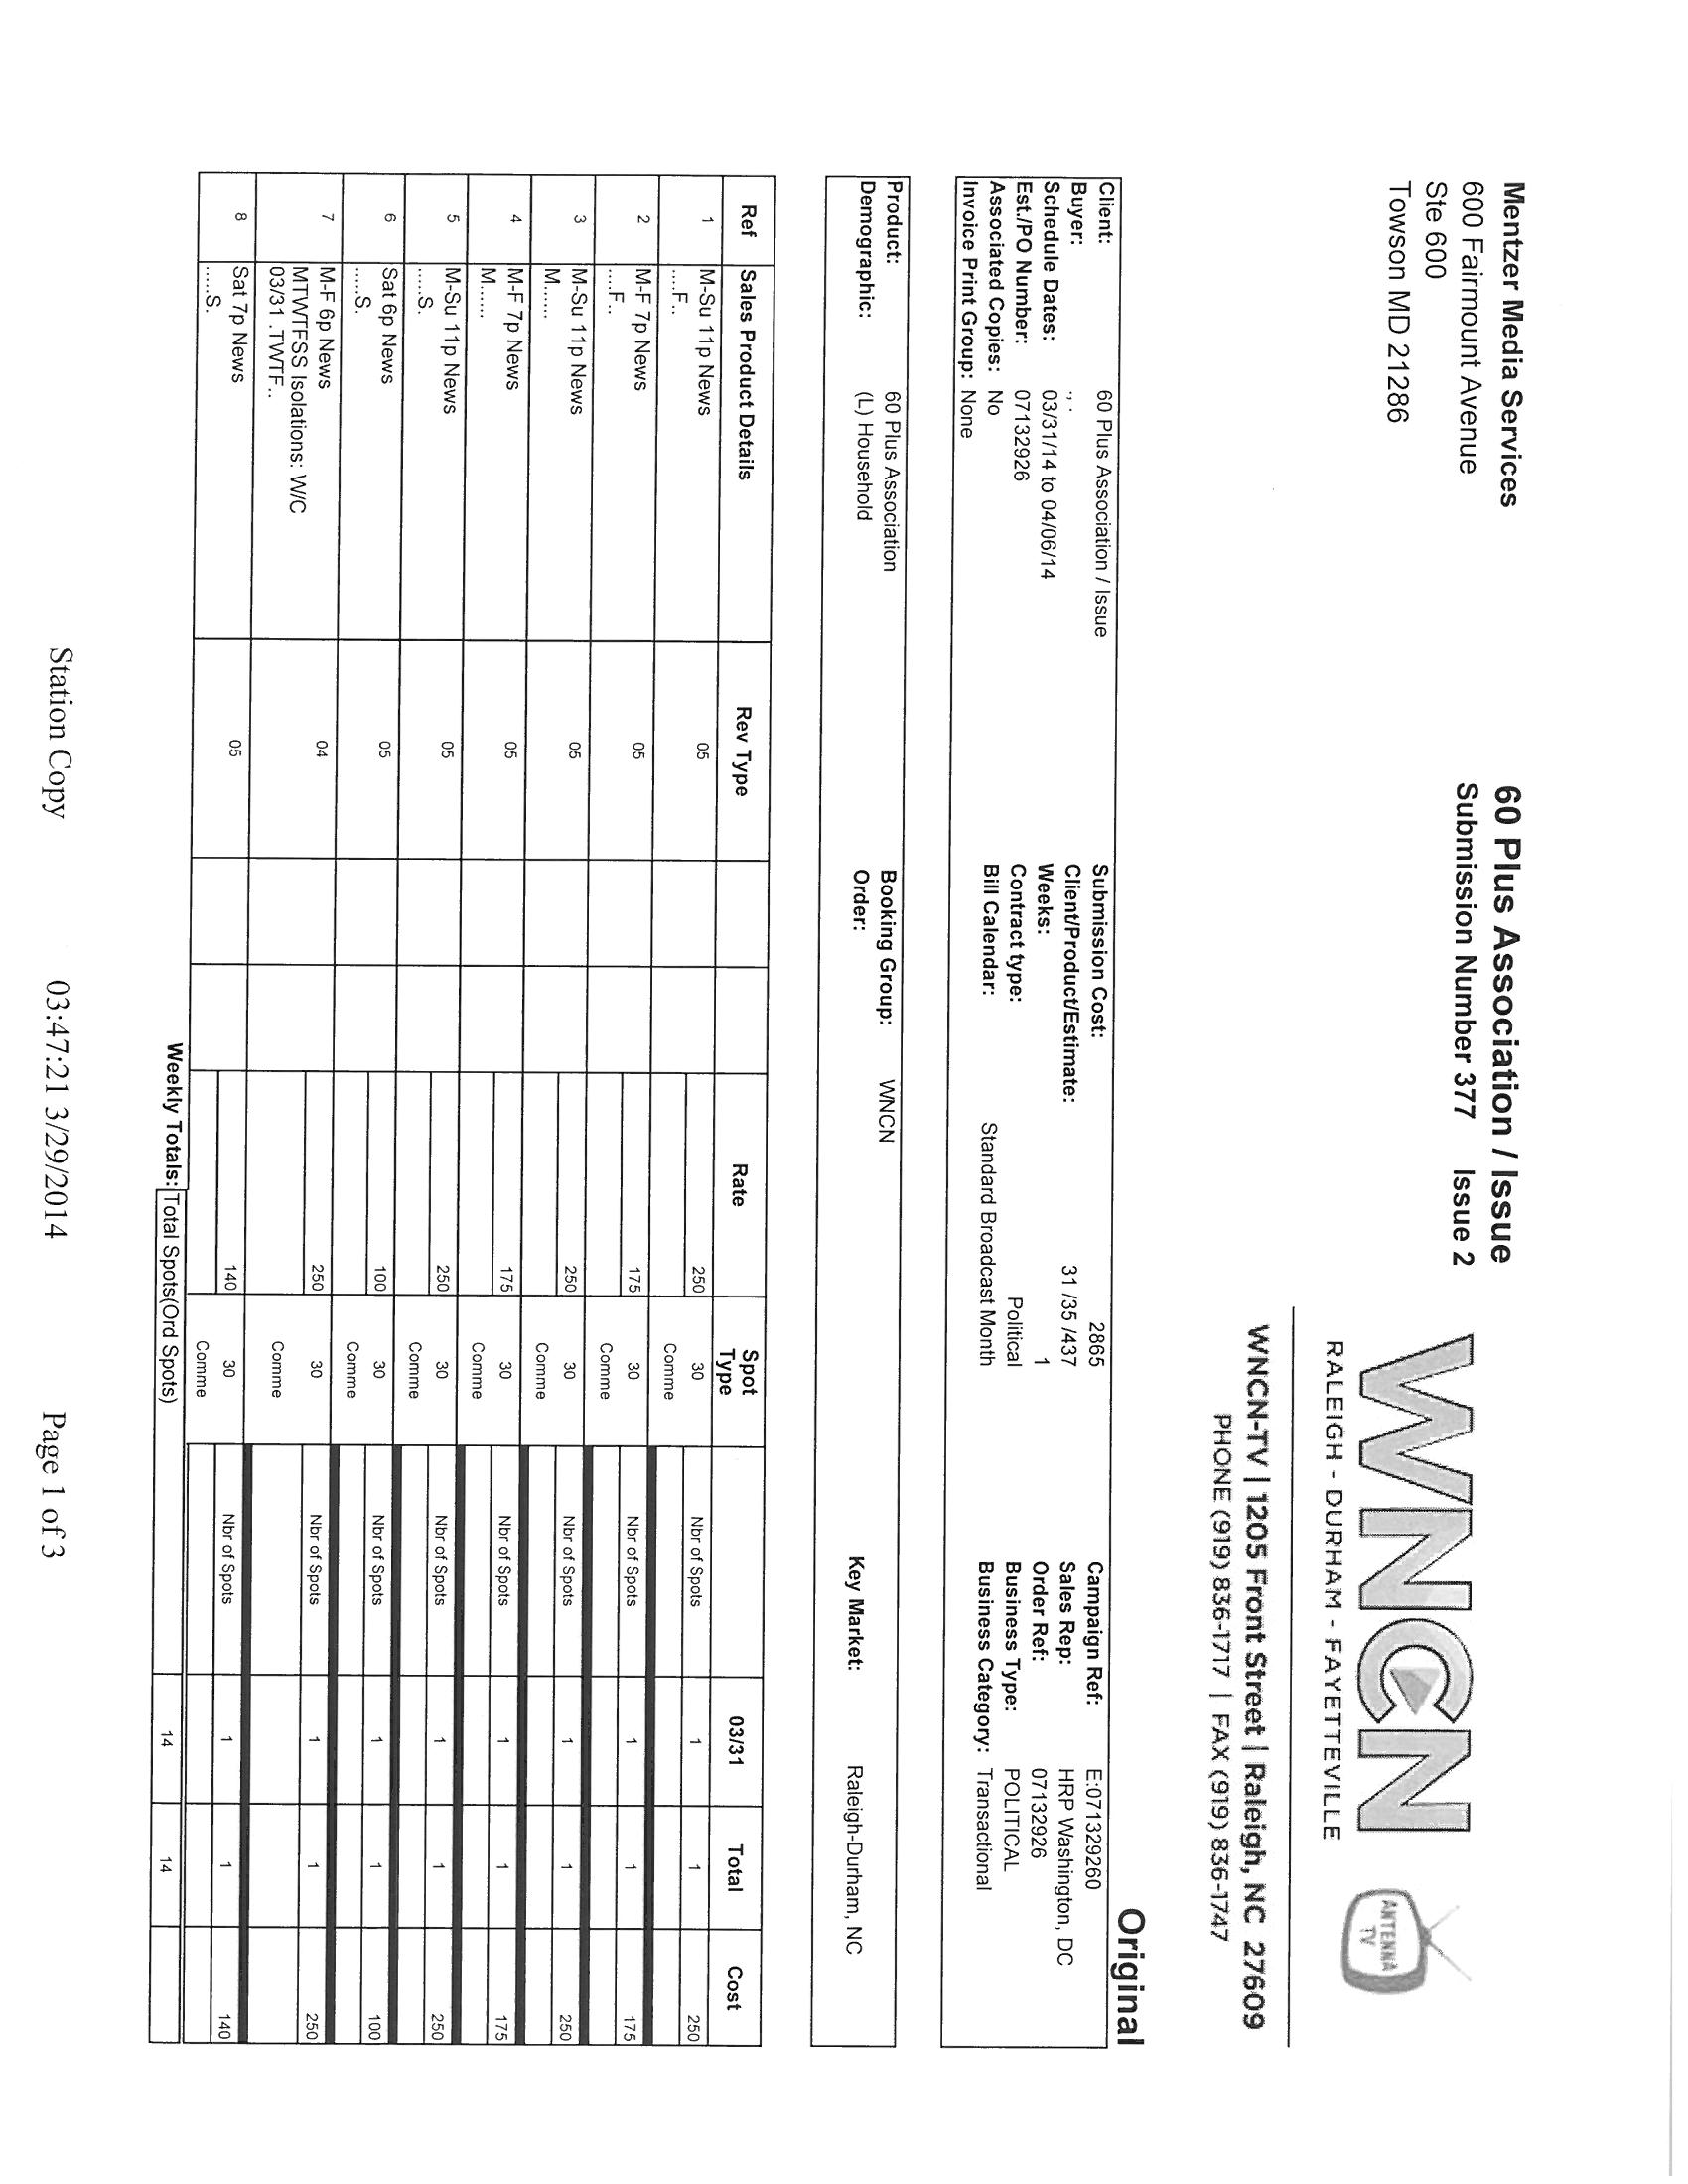 Mentzer Media Services
600 Fairmount Avenue
Ste 600
Towson MD 21286
60 Plus Association / Issue
Submission Number 377 Issue 2
WNCN
RALEIGH - DURHAM - FAYETTEVILLE
ANTENNA
TV
WNCN-TV | 1205 Front Street | Raleigh, NC 27609
PHONE (919) 836-1717 | FAX (919) 836-1747
Original
Client: 60 Plus Association / Issue Submission Cost: 2865 Campaign Ref: E:0713292660
Buyer: ., . Client/Product/Estimate: 31 /35 /437 Sales Rep: HRP Washington, DC
Schedule Dates: 03/31/14 to 04/06/14 Weeks: 1 Order Ref: 07132926
Est./PO Number: 07132926 Contract type: Political Business Type: POLITICAL
Associated Copies: No Bill Calendar: Standard Broadcast Month Business Category: Transactional
Invoice Print Group: None
Product: 60 Plus Association Booking Group: WNCN
Demographic: (L) Household Order: Key Market: Raleigh-Durham, NC
Ref Sales Product Details Rev Type Rate Spot Type 03/31 Total Cost
1 M-Su 11p News 05 250 30 Nbr of Spots 1 1 250
....F.. Comme
2 M-F 7p News 05 175 30 Nbr of Spots 1 1 175
....F.. Comme
3 M-Su 11p News 05 250 30 Nbr of Spots 1 1 250
M...... Comme
4 M-F 7p News 05 175 30 Nbr of Spots 1 1 175
M...... Comme
5 M-Su 11p News 05 250 30 Nbr of Spots 1 1 250
.....S. Comme
6 Sat 6p News 05 100 30 Nbr of Spots 1 1 100
.....S. Comme
7 M-F 6p News 04 250 30 Nbr of Spots 1 1 250
MTWTFSS Isolations: W/C
03/31 .TWTF.. Comme
8 Sat 7p News 05 140 30 Nbr of Spots 1 1 140
.....S. Comme
Weekly Totals: Total Spots(Ord Spots) 14 14
Station Copy 03:47:21 3/29/2014 Page 1 of 3